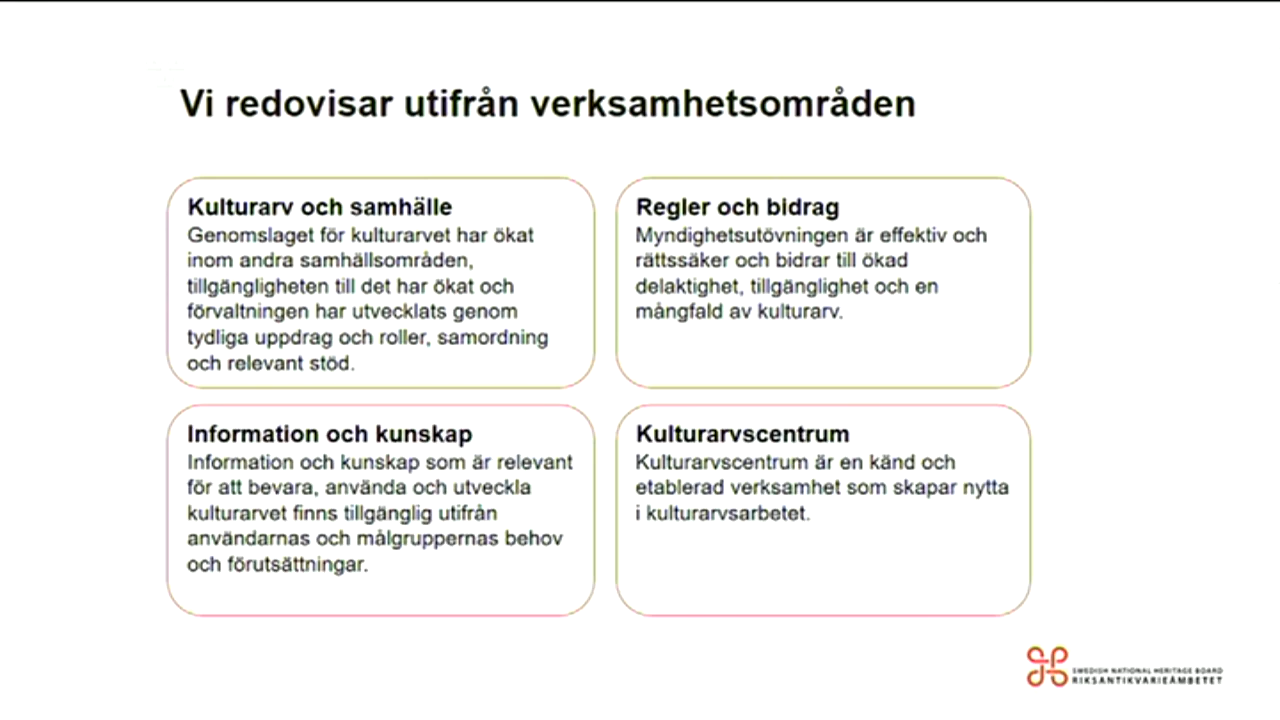 Vi redovisar utifrån verksamhetsområden
Kulturarv och samhälle
Genomslaget för kulturarvet har ökat
inom andra samhällsområden,
tillgängligheten till det har ökat och
förvaltningen har utvecklats genom
tydliga uppdrag och roller, samordning
och relevant stöd.
Regler och bidrag
Myndighetsutövningen är effektiv och
rättssäker och bidrar till ökad
delaktighet, tillgänglighet och en
mångfald av kulturarv.
Information och kunskap
Information och kunskap som är relevant
för att bevara, använda och utveckla
kulturarvet finns tillgänglig utifrån
användarnas och målgruppernas behov
och förutsättningar.
Kulturarvscentrum
Kulturarvscentrum är en känd och
etablerad verksamhet som skapar nytta
i kulturarvsarbetet.
SWEDISH NATIONAL HERITAGE BOARD
RIKSANTIKVARIEÄMBETET